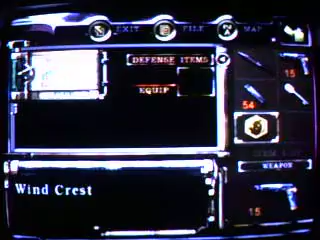 EXIT FILE MAP
DEFENSE ITEMS
15
EQUIP
54
WEAPON
Wind Crest
15